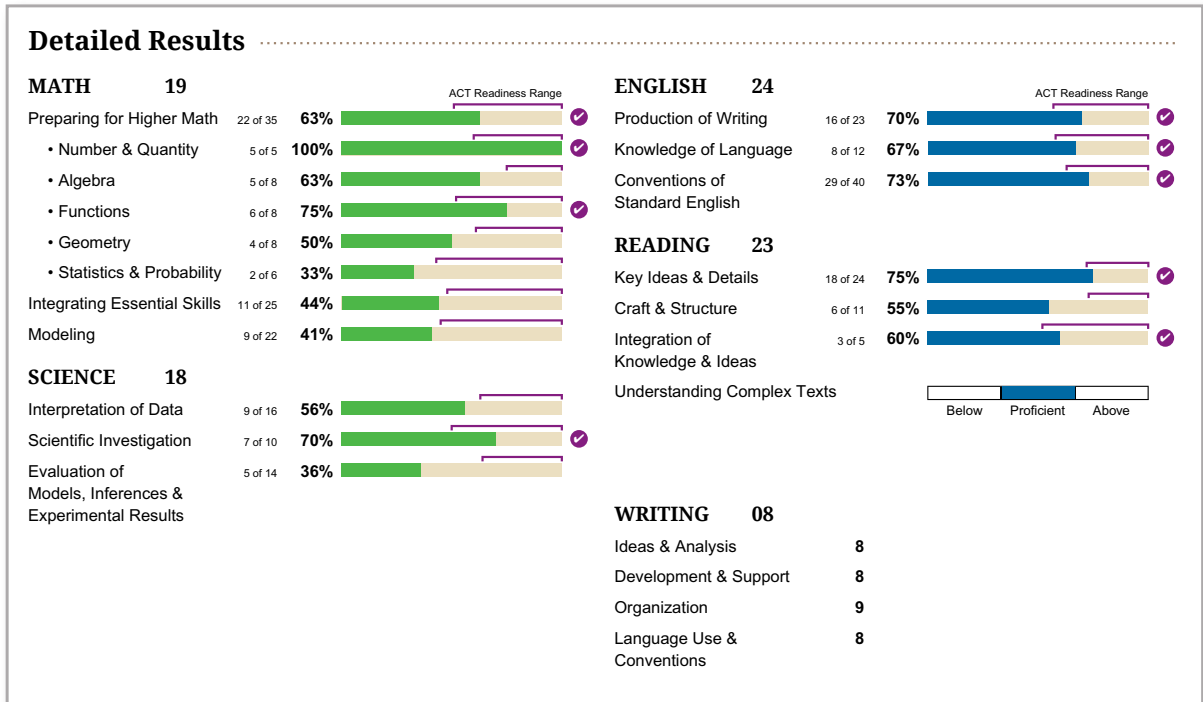 Detailed Results
MATH 19
ACT Readiness Range
Preparing for Higher Math 22 of 35 63%
• Number & Quantity 5 of 5 100%
• Algebra 5 of 8 63%
• Functions 6 of 8 75%
• Geometry 4 of 8 50%
• Statistics & Probability 2 of 6 33%
Integrating Essential Skills 11 of 25 44%
Modeling 9 of 22 41%
SCIENCE 18
Interpretation of Data 9 of 16 56%
Scientific Investigation 7 of 10 70%
Evaluation of 5 of 14 36%
Models, Inferences &
Experimental Results
ENGLISH 24
ACT Readiness Range
Production of Writing 16 of 23 70%
Knowledge of Language 8 of 12 67%
Conventions of 29 of 40 73%
Standard English
READING 23
Key Ideas & Details 18 of 24 75%
Craft & Structure 6 of 11 55%
Integration of 3 of 5 60%
Knowledge & Ideas
Understanding Complex Texts
Below Proficient Above
WRITING 08
Ideas & Analysis 8
Development & Support 8
Organization 9
Language Use & 8
Conventions